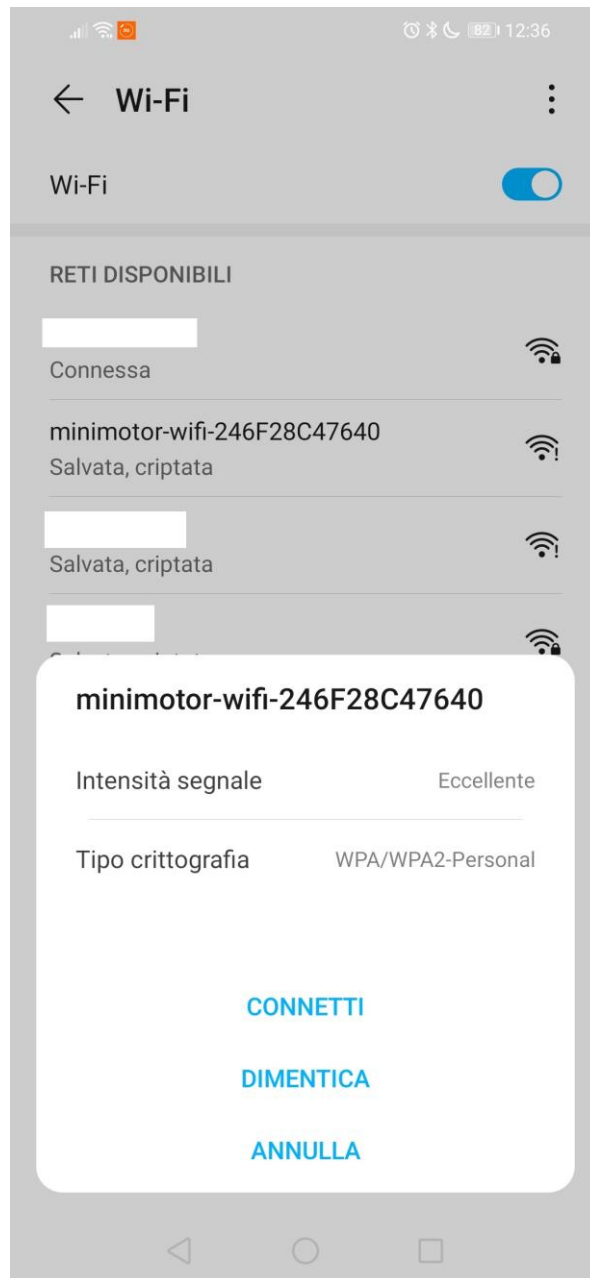 82 12:36
Wi-Fi
Wi-Fi
RETI DISPONIBILI
Connessa
minimotor-wifi-246F28C47640
Salvata, criptata
Salvata, criptata
minimotor-wifi-246F28C47640
Intensità segnale Eccellente
Tipo crittografia WPA/WPA2-Personal
CONNETTI
DIMENTICA
ANNULLA